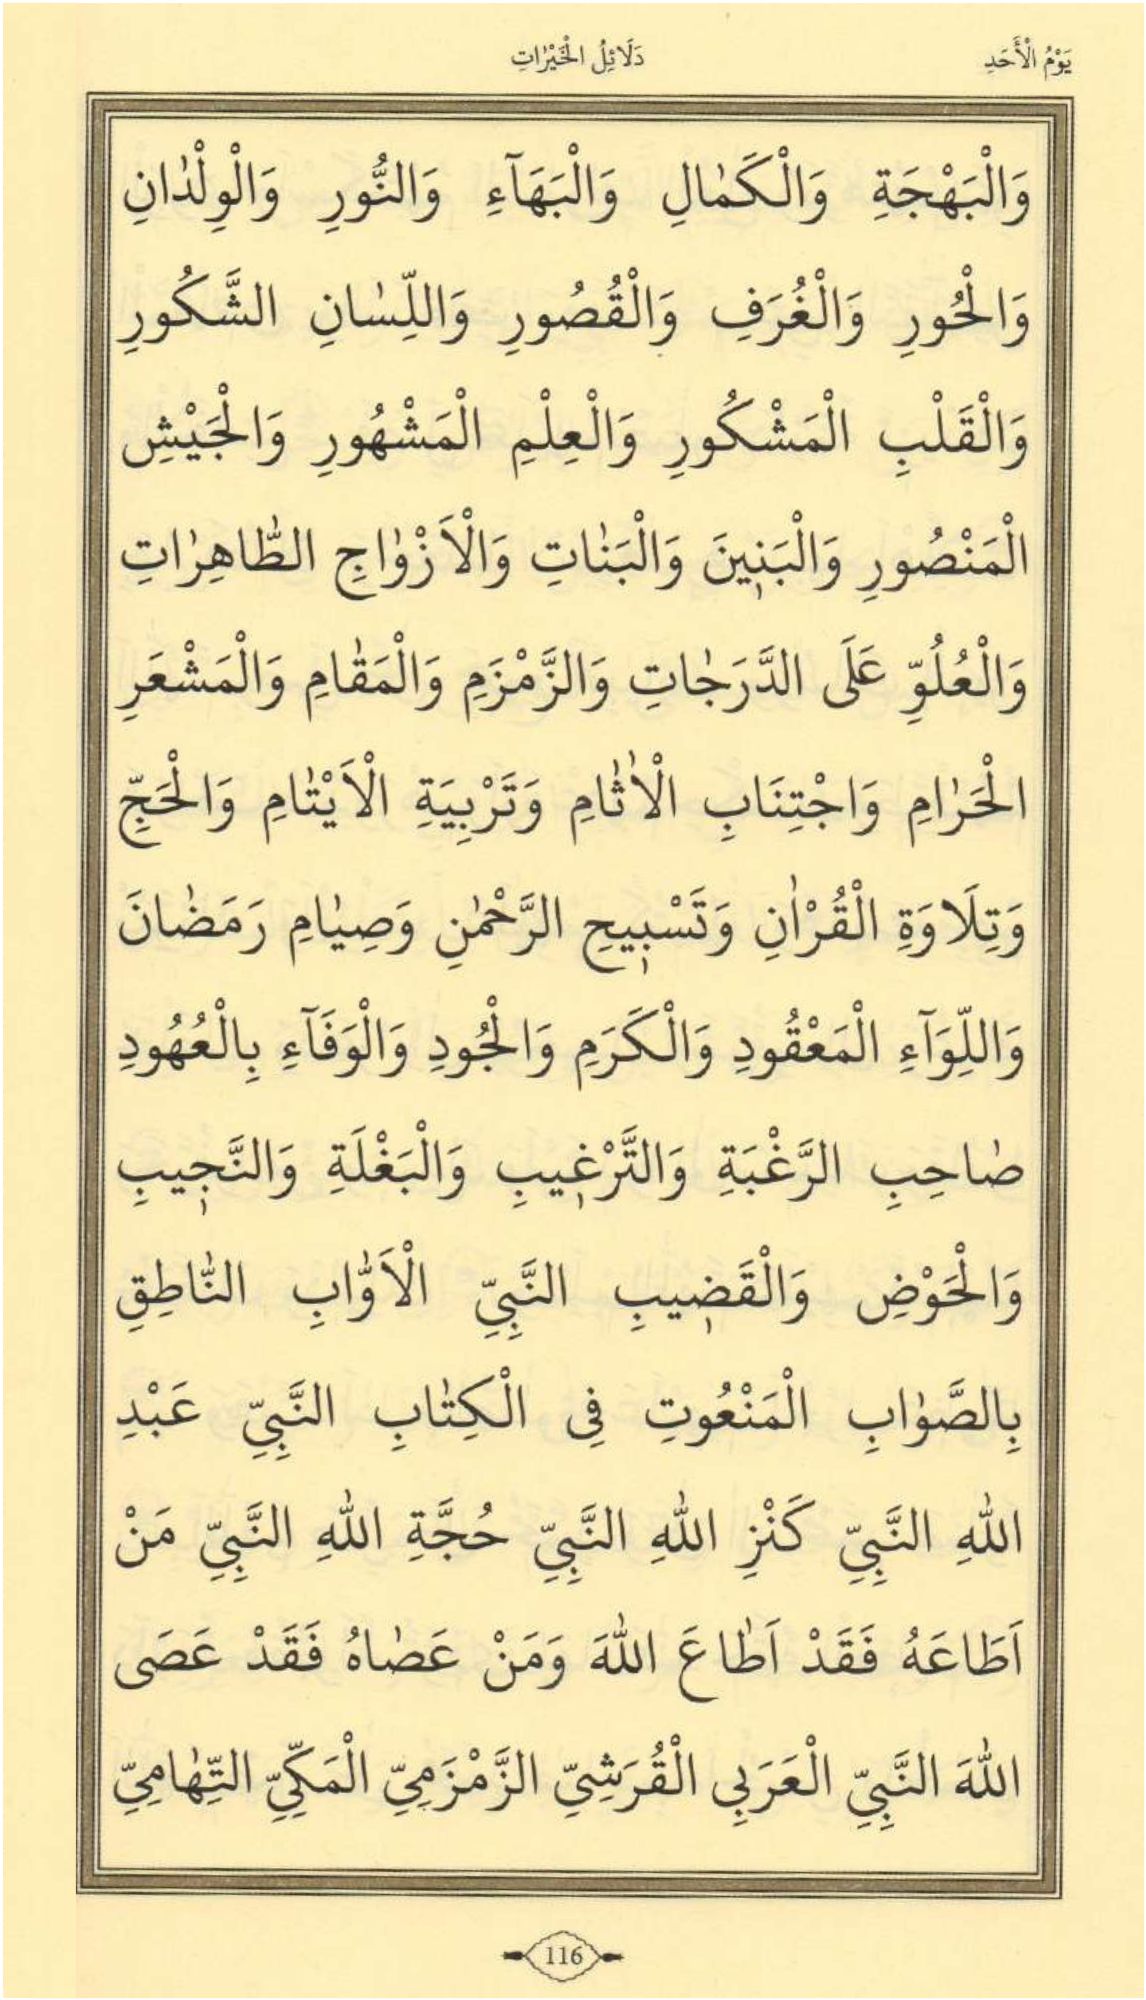 يَوْمُ الْأَحَدِ
دَلَائِلُ الْخَيْرَاتِ
وَالْبَهْجَةِ وَالْكَمٰالِ وَالْبَهَآءِ وَالنُّورِ وَالْوِلْدٰانِ
وَالْحُورِ وَالْغُرَفِ وَالْقُصُورِ وَاللِّسٰانِ الشَّكُورِ
وَالْقَلْبِ الْمَشْكُورِ وَالْعِلْمِ الْمَشْهُورِ وَالْجَيْشِ
الْمَنْصُورِ وَالْبَنٖينَ وَالْبَنٰاتِ وَالْاَزْوٰاجِ الطّٰاهِرٰاتِ
وَالْعُلُوِّ عَلَى الدَّرَجٰاتِ وَالزَّمْزَمِ وَالْمَقٰامِ وَالْمَشْعَرِ
الْحَرٰامِ وَاجْتِنَابِ الْاٰثٰامِ وَتَرْبِيَةِ الْاَيْتٰامِ وَالْحَجِّ
وَتِلَاوَةِ الْقُرْاٰنِ وَتَسْبٖيحِ الرَّحْمٰنِ وَصِيٰامِ رَمَضٰانَ
وَاللِّوَآءِ الْمَعْقُودِ وَالْكَرَمِ وَالْجُودِ وَالْوَفَآءِ بِالْعُهُودِ
صٰاحِبِ الرَّغْبَةِ وَالتَّرْغٖيبِ وَالْبَغْلَةِ وَالنَّجٖيبِ
وَالْحَوْضِ وَالْقَضٖيبِ النَّبِيِّ الْاَوّٰابِ النّٰاطِقِ
بِالصَّوٰابِ الْمَنْعُوتِ فِى الْكِتٰابِ النَّبِيِّ عَبْدِ
اللّٰهِ النَّبِيِّ كَنْزِ اللّٰهِ النَّبِيِّ حُجَّةِ اللّٰهِ النَّبِيِّ مَنْ
اَطَاعَهُ فَقَدْ اَطٰاعَ اللّٰهَ وَمَنْ عَصٰاهُ فَقَدْ عَصَى
اللّٰهَ النَّبِيِّ الْعَرَبِي الْقُرَشِيِّ الزَّمْزَمِيِّ الْمَكِّيِّ التِّهٰامِيِّ
116